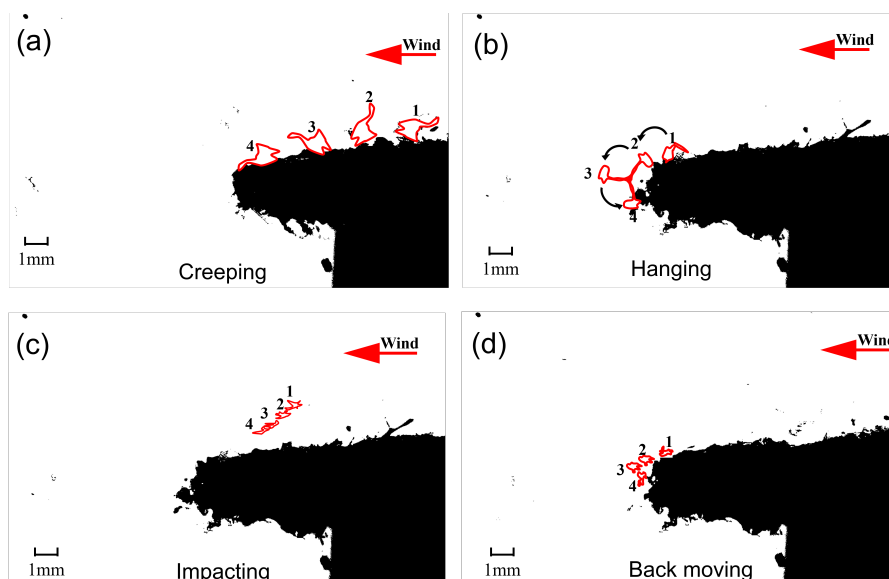 (a)
Wind
1
2
3
4
1mm
Creeping
(b)
Wind
1
2
3
4
1mm
Hanging
(c)
Wind
1
2
3
4
1mm
Impacting
(d)
Wind
1
2
3
4
1mm
Back moving